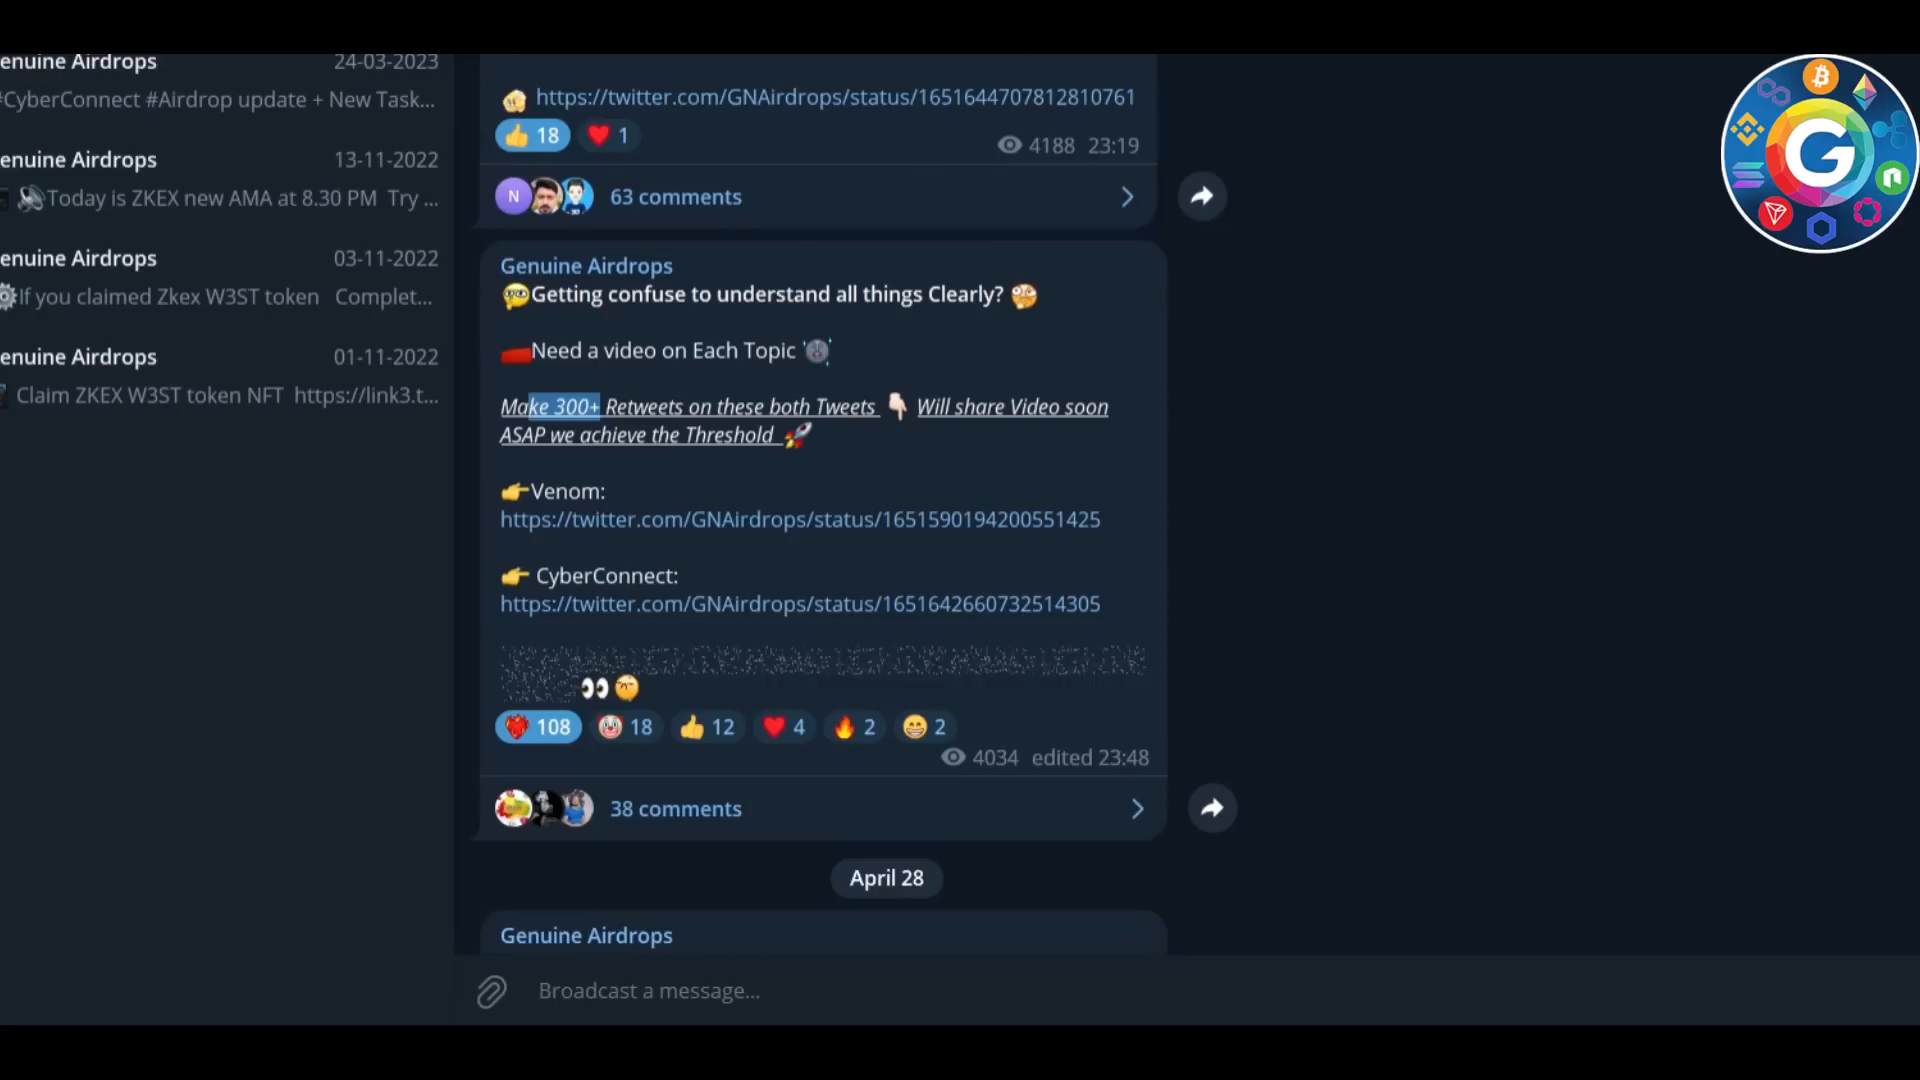 enuine Airdrops 24-03-2023
#CyberConnect #Airdrop update + New Task...
enuine Airdrops 13-11-2022
Today is ZKEX new AMA at 8.30 PM Try ...
enuine Airdrops 03-11-2022
If you claimed Zkex W3ST token Complet...
enuine Airdrops 01-11-2022
Claim ZKEX W3ST token NFT https://link3.t...
https://twitter.com/GNAirdrops/status/1651644707812810761
18 1
4188 23:19
N
63 comments
Genuine Airdrops
Getting confuse to understand all things Clearly?
Need a video on Each Topic
Make 300+ Retweets on these both Tweets Will share Video soon
ASAP we achieve the Threshold
Venom:
https://twitter.com/GNAirdrops/status/1651590194200551425
CyberConnect:
https://twitter.com/GNAirdrops/status/1651642660732514305
108 18 12 4 2 2
4034 edited 23:48
38 comments
April 28
Genuine Airdrops
Broadcast a message...
G